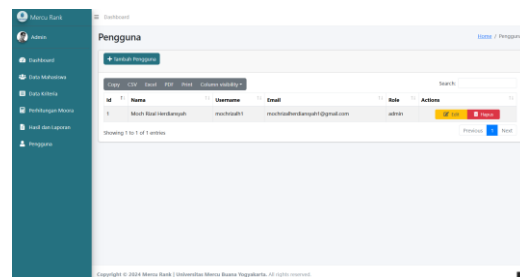 Mercu Rank
Dashboard
Admin
Pengguna
Home / Pengguna
Dashboard
Tambah Pengguna
Data Mahasiswa
Data Kriteria
Copy CSV Excel PDF Print Column visibility
Search:
Perhitungan Moora
Id Nama Username Email Role Actions
Hasil dan Laporan
1 Moch Rizal Herdiansyah mochrizalh1 mochrizalherdiansyah1@gmail.com admin Edit Hapus
Pengguna
Showing 1 to 1 of 1 entries
Previous 1 Next
Copyright © 2024 Mercu Rank | Universitas Mercu Buana Yogyakarta. All rights reserved.